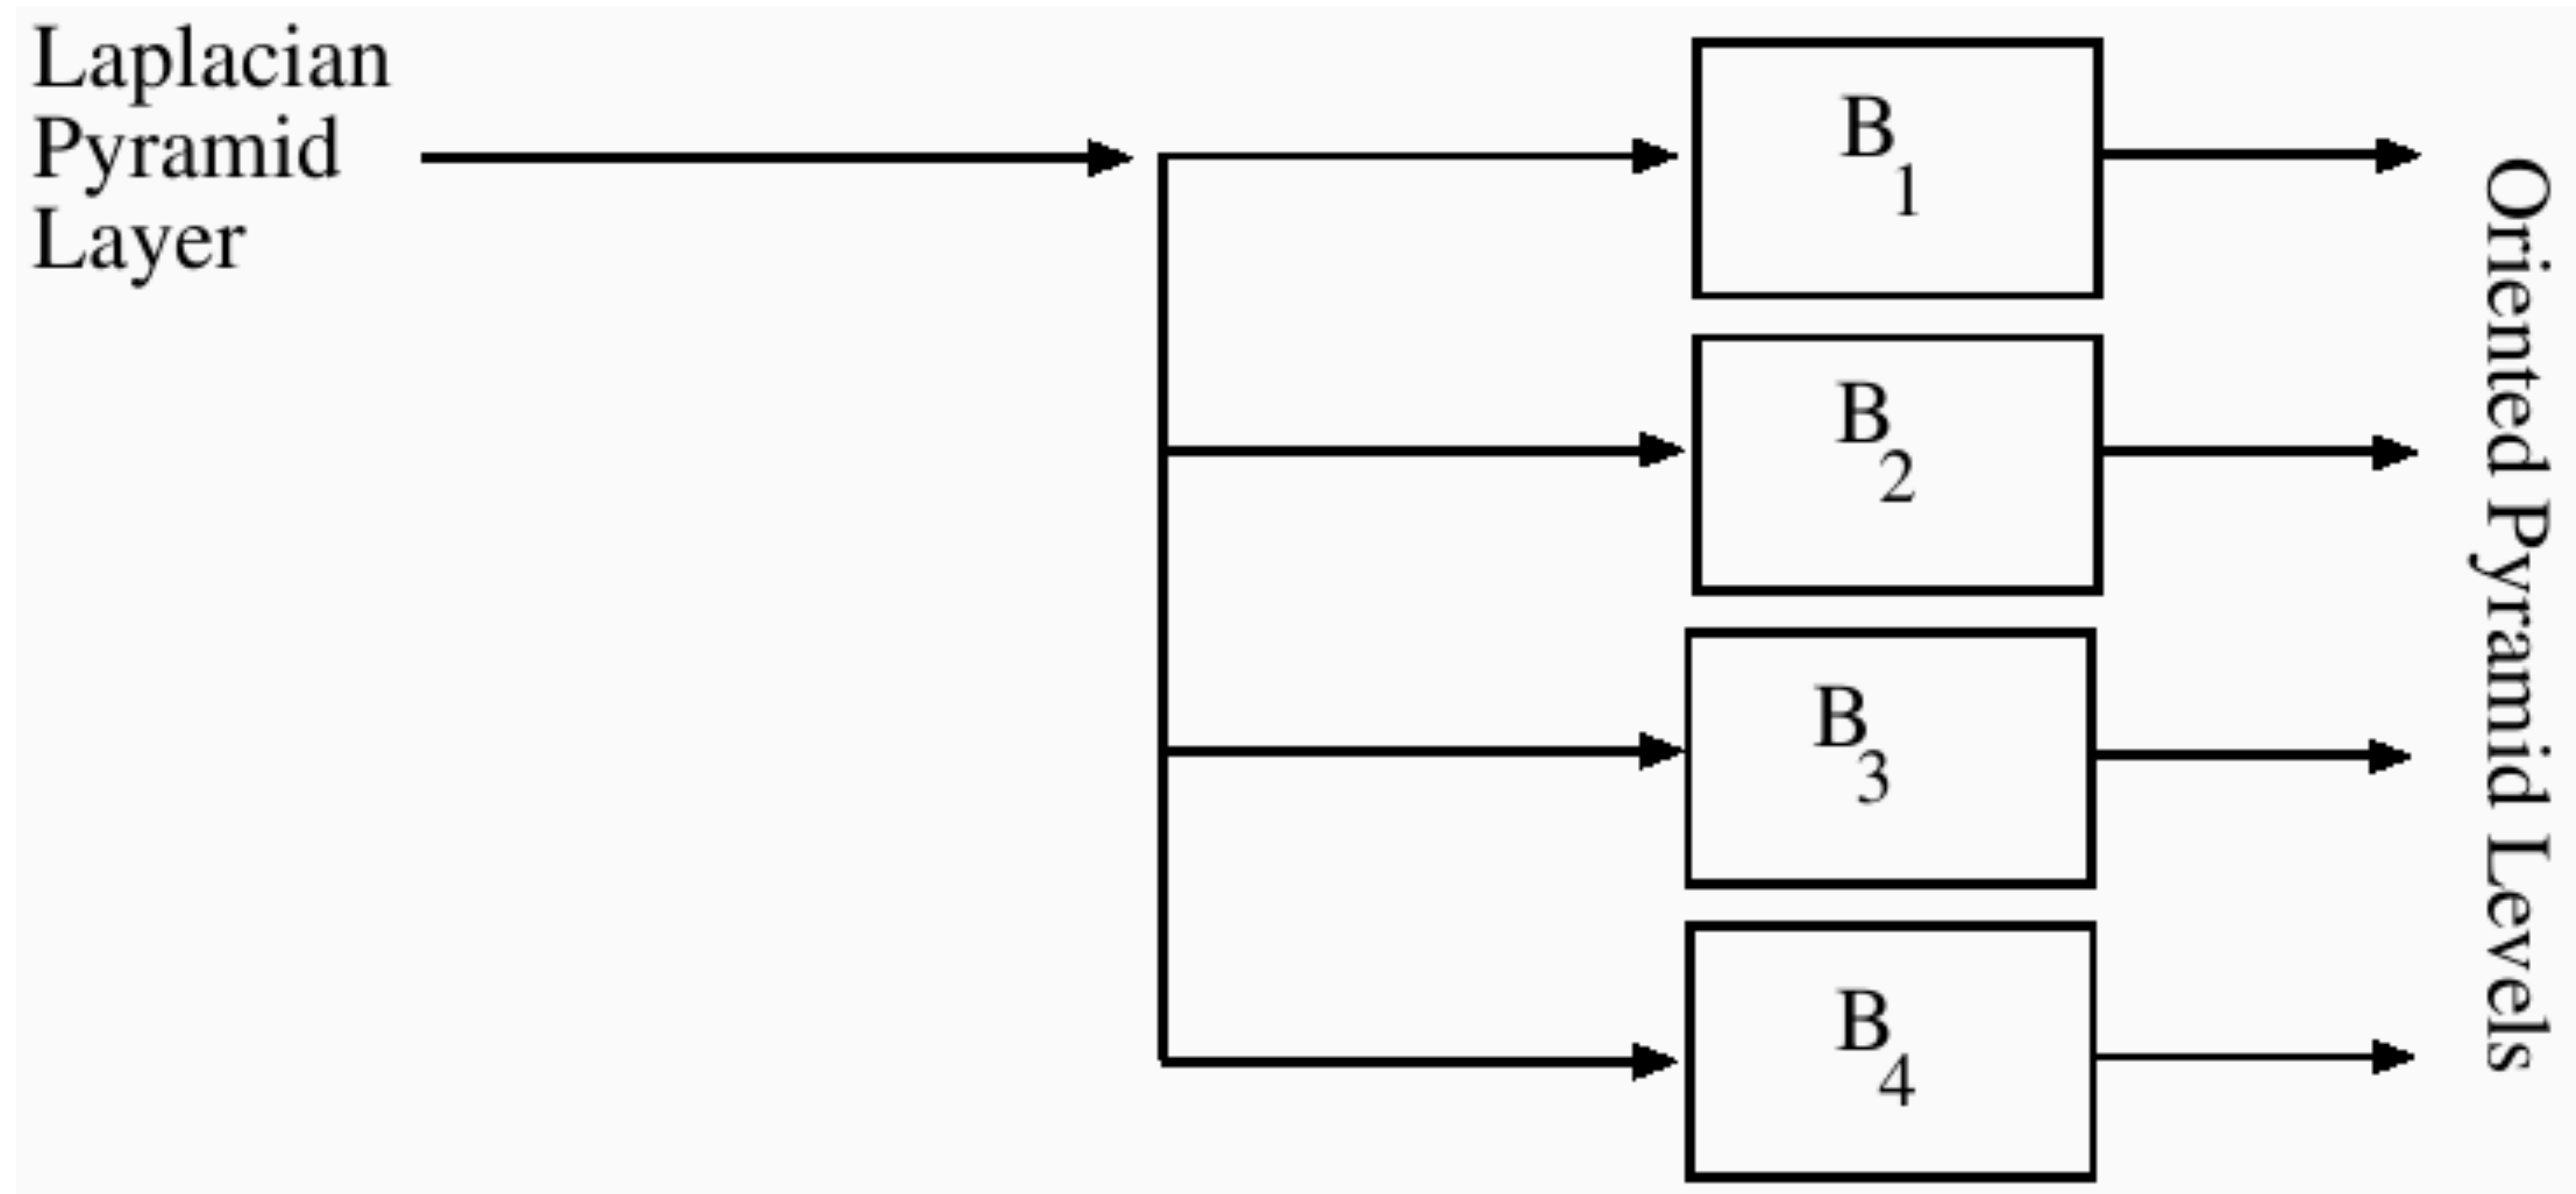 Laplacian
Pyramid
Layer
B1
B2
B3
B4
Oriented Pyramid Levels